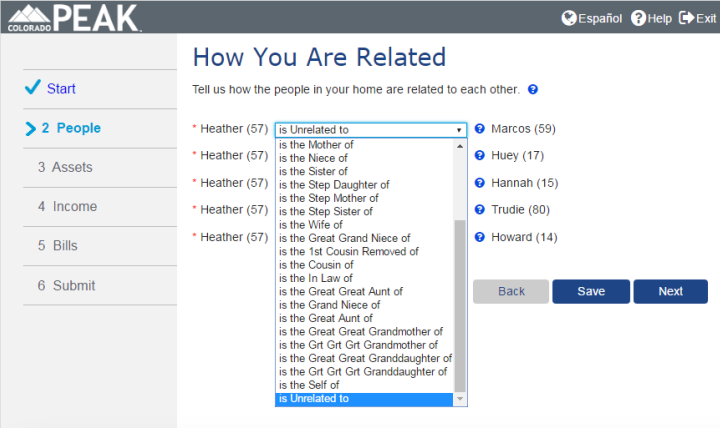 COLORADO PEAK.
Español Help Exit
How You Are Related
Tell us how the people in your home are related to each other.
Start
2 People
3 Assets
4 Income
5 Bills
6 Submit
* Heather (57) is Unrelated to Marcos (59)
* Heather (57) Huey (17)
* Heather (57) Hannah (15)
* Heather (57) Trudie (80)
* Heather (57) Howard (14)
is the Mother of
is the Niece of
is the Sister of
is the Step Daughter of
is the Step Mother of
is the Step Sister of
is the Wife of
is the Great Grand Niece of
is the 1st Cousin Removed of
is the Cousin of
is the In Law of
is the Great Great Aunt of
is the Grand Niece of
is the Great Aunt of
is the Great Great Grandmother of
is the Grt Grt Grt Grandmother of
is the Great Great Granddaughter of
is the Grt Grt Grt Granddaughter of
is the Self of
is Unrelated to
Back Save Next